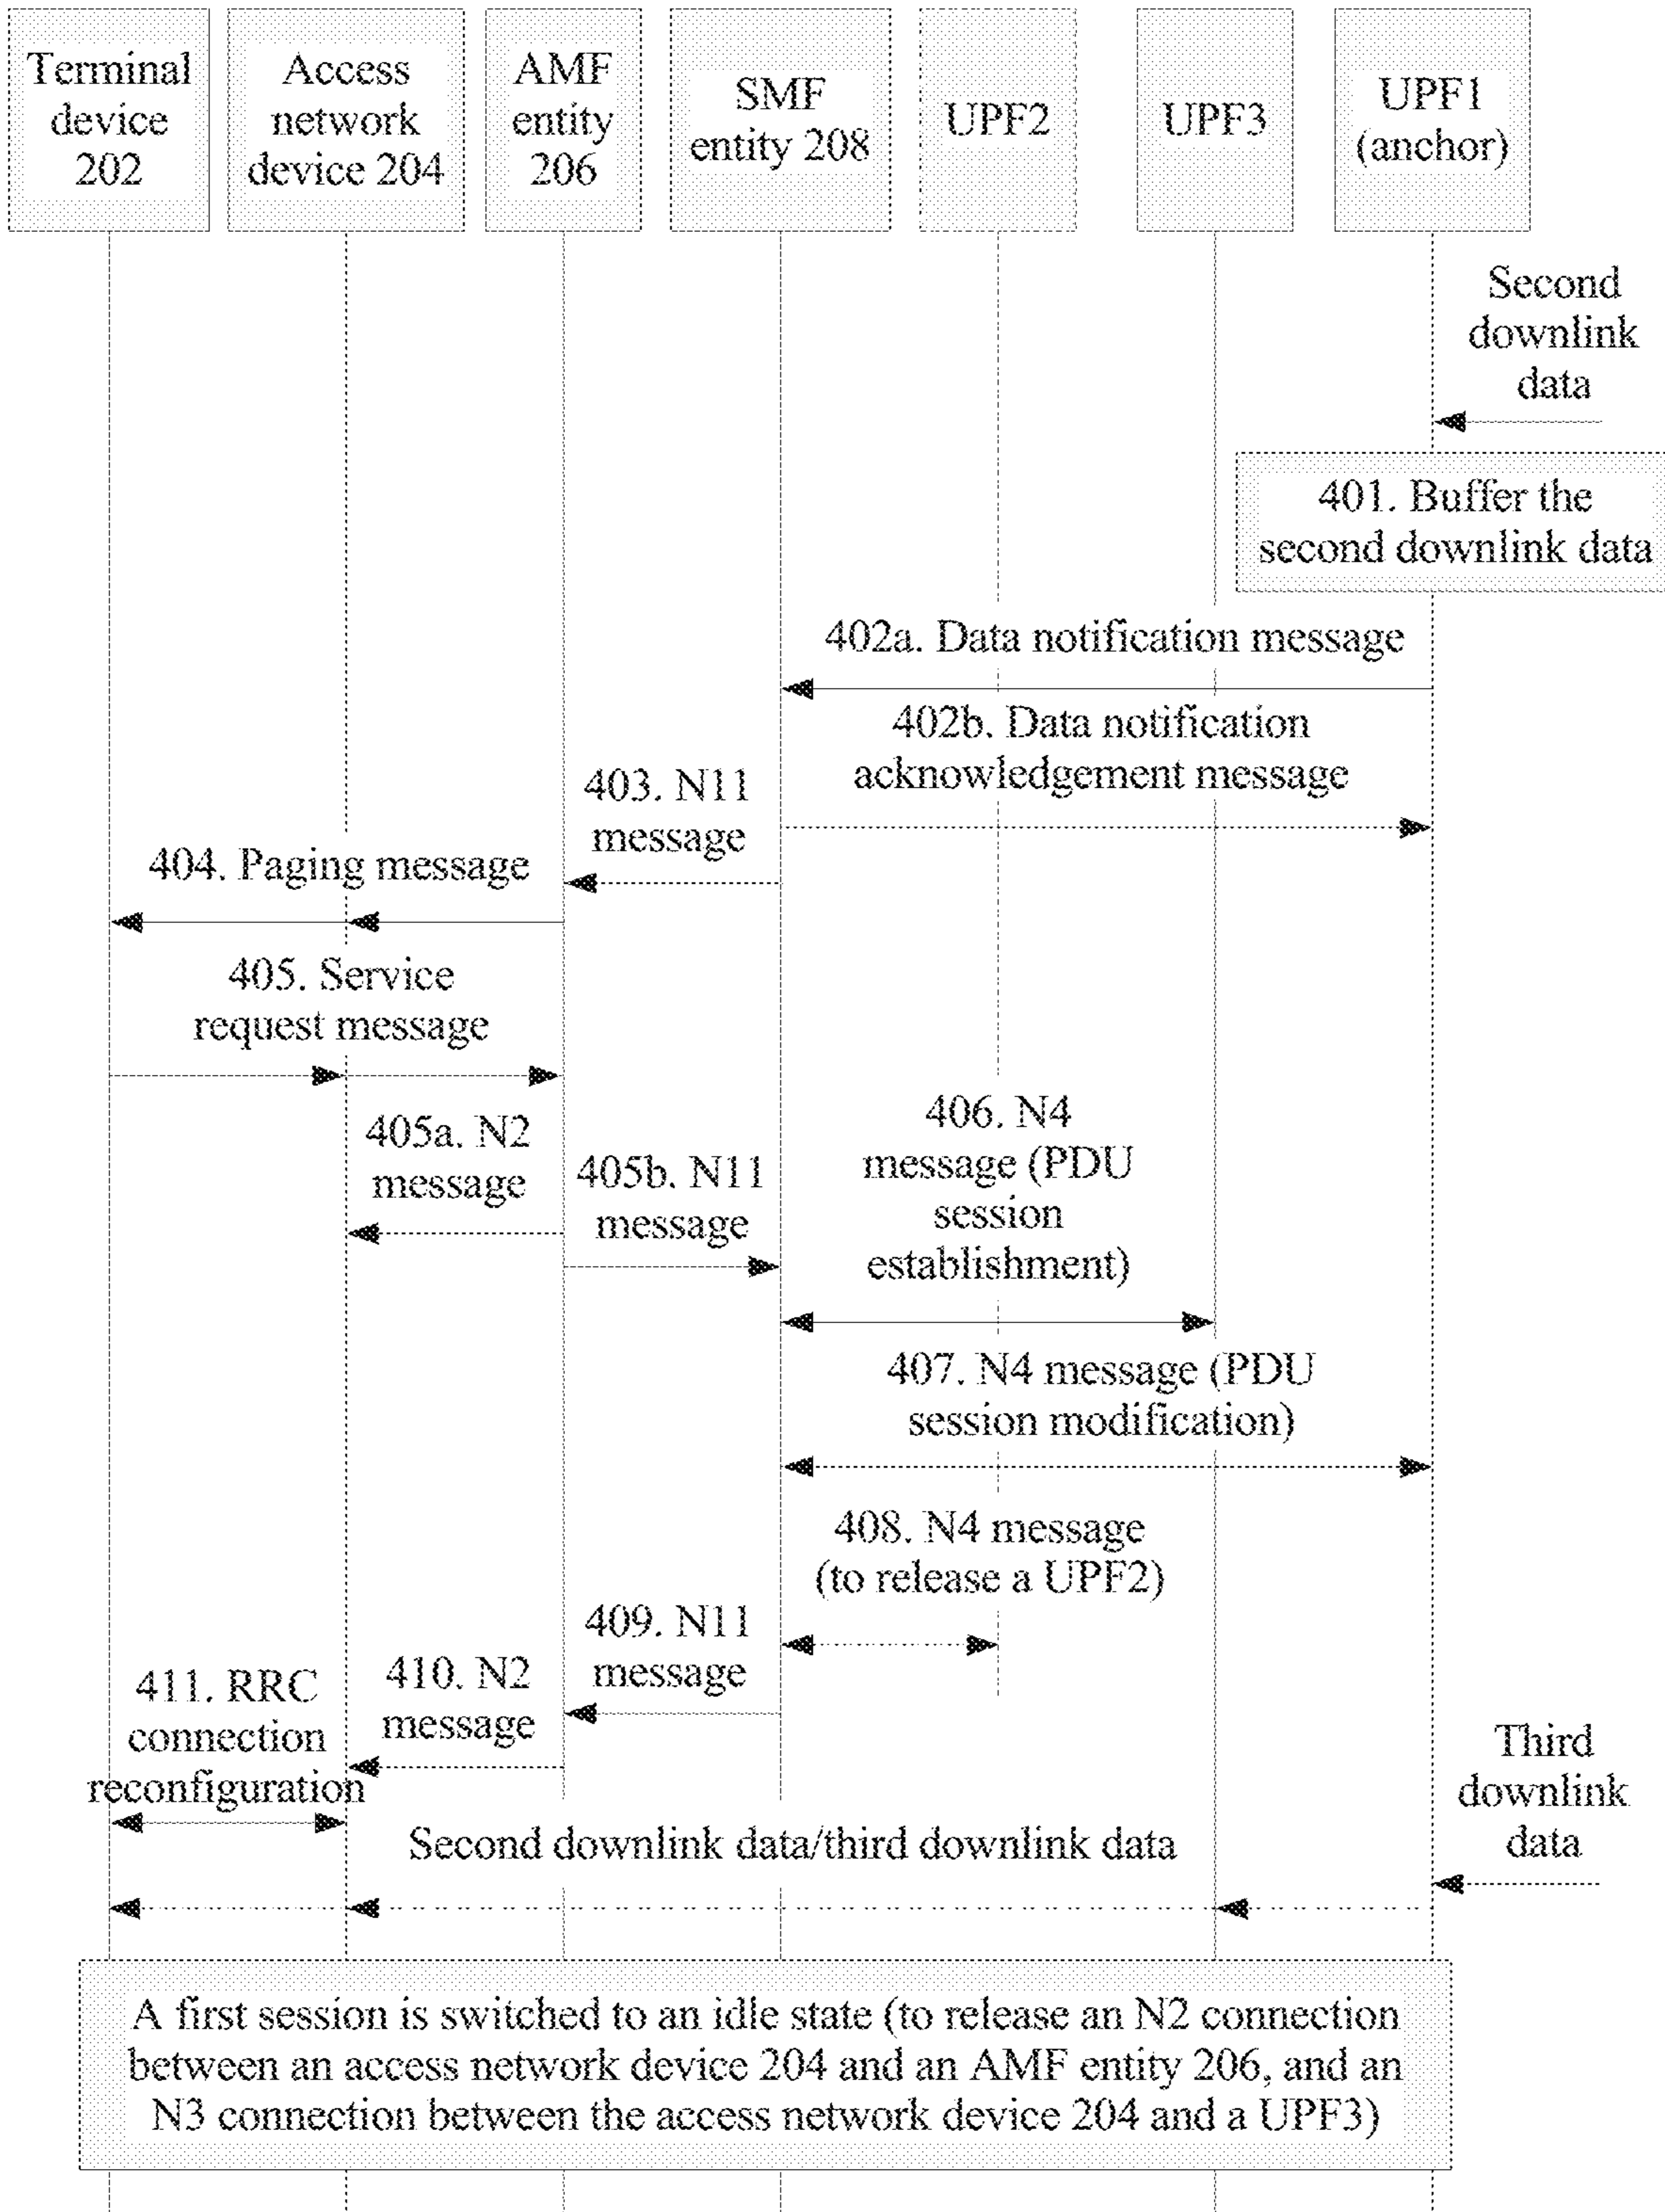 Terminal
device
202
Access
network
device 204
AMF
entity
206
SMF
entity 208
UPF2
UPF3
UPF1
(anchor)
Second
downlink
data
401. Buffer the
second downlink data
402a. Data notification message
402b. Data notification
acknowledgement message
403. N11
message
404. Paging message
405. Service
request message
405a. N2
message
405b. N11
message
406. N4
message (PDU
session
establishment)
407. N4 message (PDU
session modification)
408. N4 message
(to release a UPF2)
409. N11
message
410. N2
message
411. RRC
connection
reconfiguration
Third
downlink
data
Second downlink data/third downlink data
A first session is switched to an idle state (to release an N2 connection
between an access network device 204 and an AMF entity 206, and an
N3 connection between the access network device 204 and a UPF3)